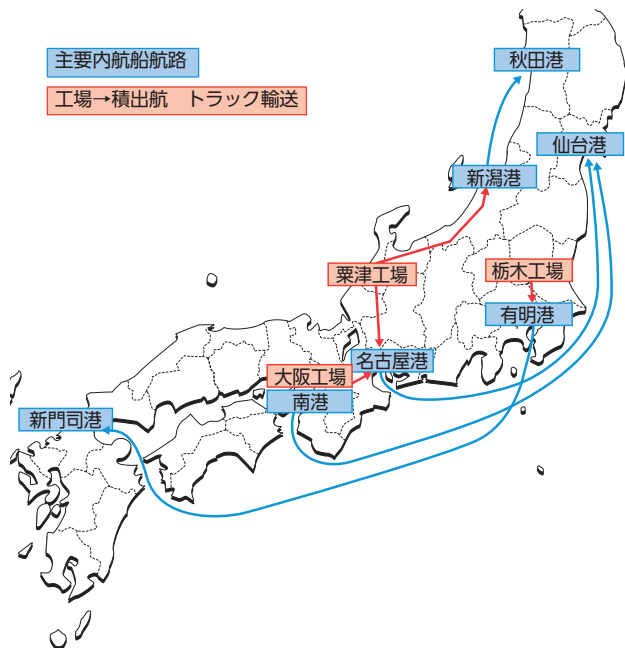 主要内航船航路
工場→積出航　トラック輸送
秋田港
仙台港
新潟港
粟津工場
栃木工場
有明港
名古屋港
大阪工場
南港
新門司港